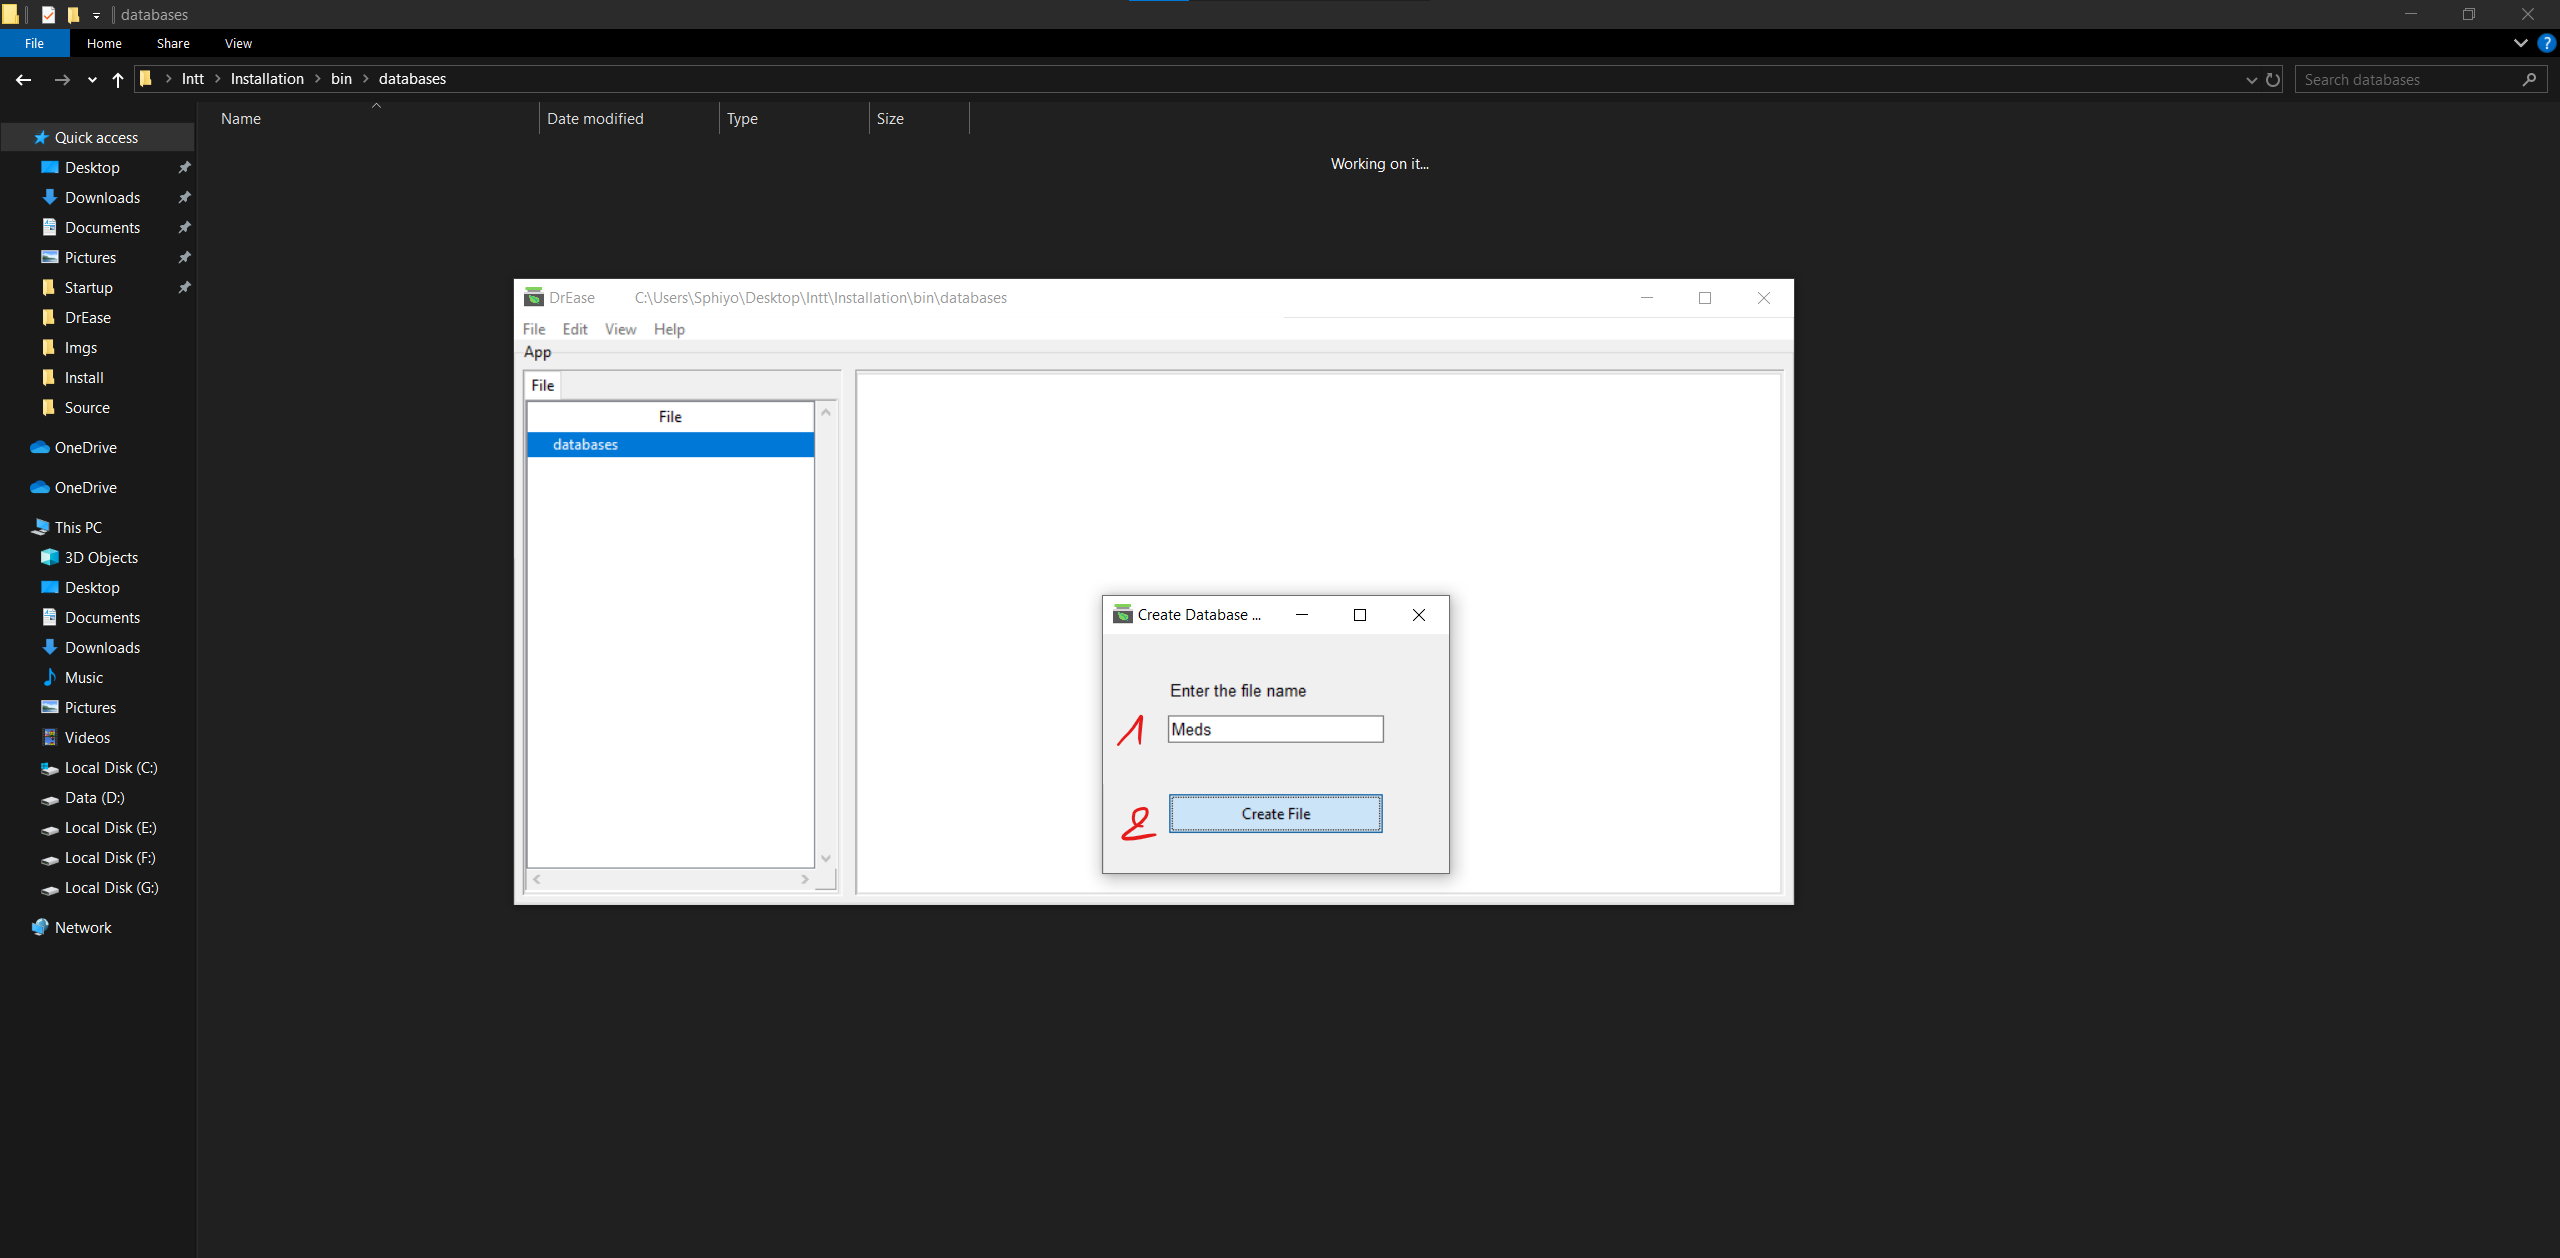 databases
File Home Share View
Intt Installation bin databases
Search databases
Name Date modified Type Size
Working on it...
Quick access
Desktop
Downloads
Documents
Pictures
Startup
DrEase
Imgs
Install
Source
OneDrive
OneDrive
This PC
3D Objects
Desktop
Documents
Downloads
Music
Pictures
Videos
Local Disk (C:)
Data (D:)
Local Disk (E:)
Local Disk (F:)
Local Disk (G:)
Network
DrEase C:\Users\Sphiyo\Desktop\Intt\Installation\bin\databases
File Edit View Help
App
File
File
databases
Create Database ...
Enter the file name
1 Meds
2 Create File